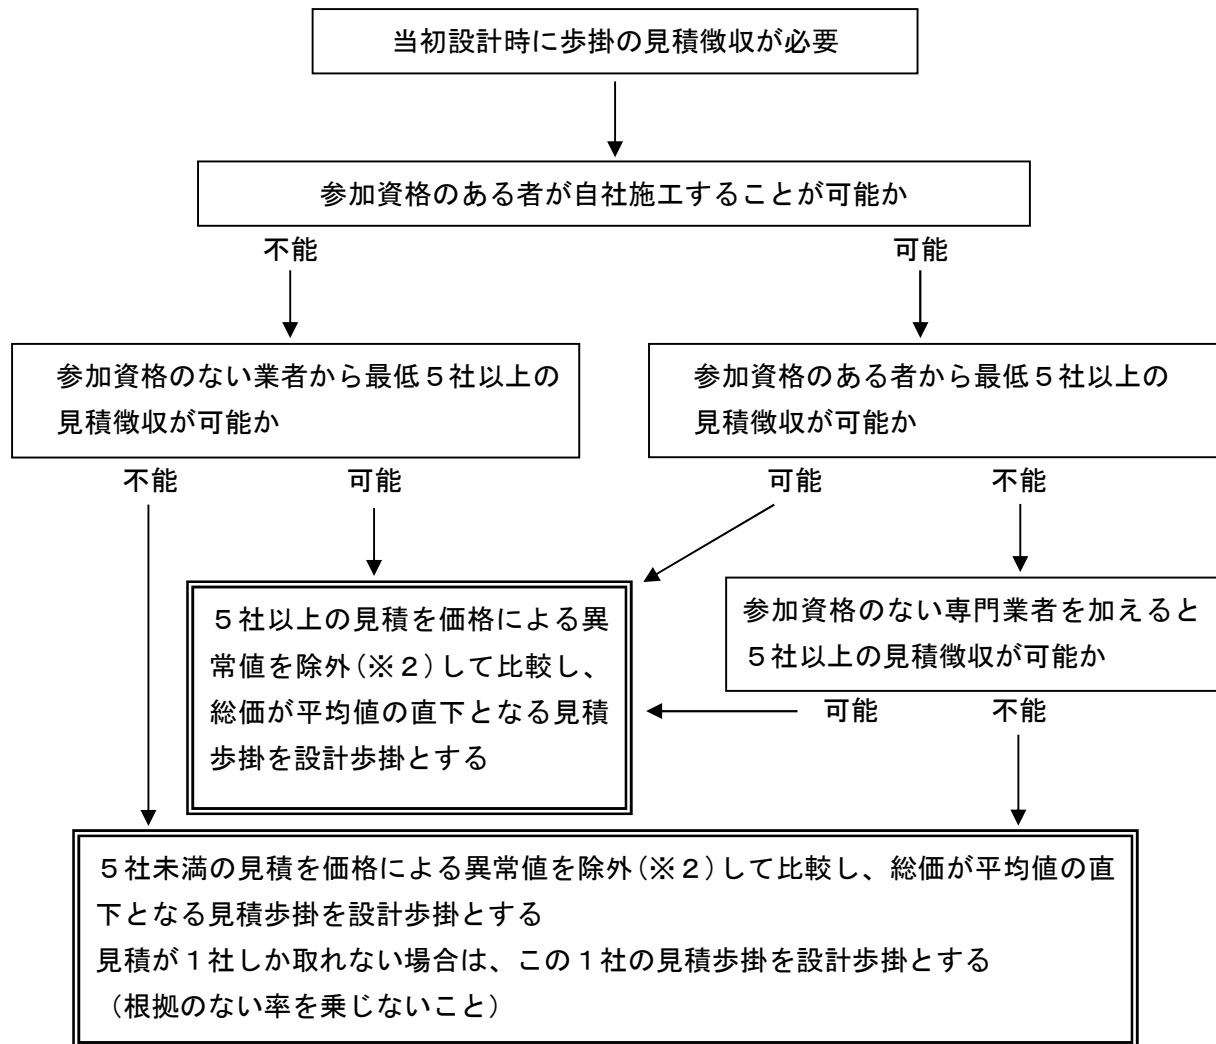 当初設計時に歩掛の見積徴収が必要
参加資格のある者が自社施工することが可能か
不能
可能
参加資格のない業者から最低５社以上の
見積徴収が可能か
参加資格のある者から最低５社以上の
見積徴収が可能か
不能
可能
可能
不能
５社以上の見積を価格による異
常値を除外(※２)して比較し、
総価が平均値の直下となる見積
歩掛を設計歩掛とする
参加資格のない専門業者を加えると
５社以上の見積徴収が可能か
可能
不能
５社未満の見積を価格による異常値を除外(※２)して比較し、総価が平均値の直
下となる見積歩掛を設計歩掛とする
見積が１社しか取れない場合は、この１社の見積歩掛を設計歩掛とする
（根拠のない率を乗じないこと）